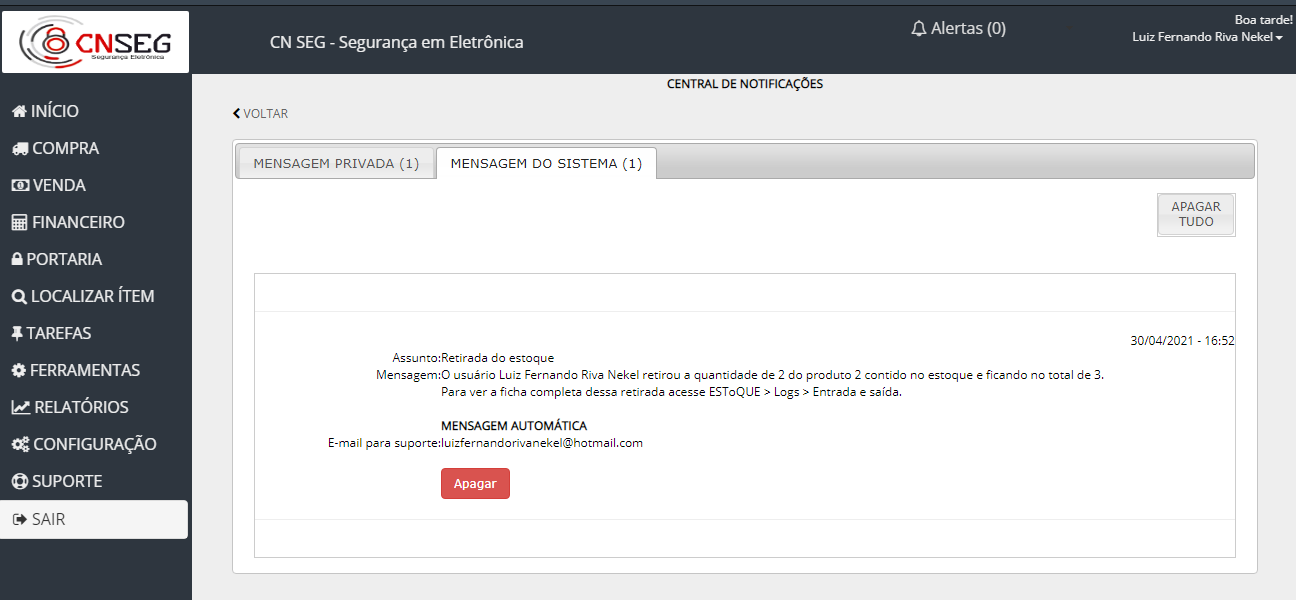 CNSEG
Segurança Eletrônica
CN SEG - Segurança em Eletrônica
Alertas (0)
Boa tarde!
Luiz Fernando Riva Nekel
INÍCIO
COMPRA
VENDA
FINANCEIRO
PORTARIA
LOCALIZAR ÍTEM
TAREFAS
FERRAMENTAS
RELATÓRIOS
CONFIGURAÇÃO
SUPORTE
SAIR
CENTRAL DE NOTIFICAÇÕES
VOLTAR
MENSAGEM PRIVADA (1)
MENSAGEM DO SISTEMA (1)
APAGAR
TUDO
30/04/2021 - 16:52
Assunto:Retirada do estoque
Mensagem:O usuário Luiz Fernando Riva Nekel retirou a quantidade de 2 do produto 2 contido no estoque e ficando no total de 3.
Para ver a ficha completa dessa retirada acesse ESToQUE > Logs > Entrada e saída.
MENSAGEM AUTOMÁTICA
E-mail para suporte:luizfernandorivanekel@hotmail.com
Apagar